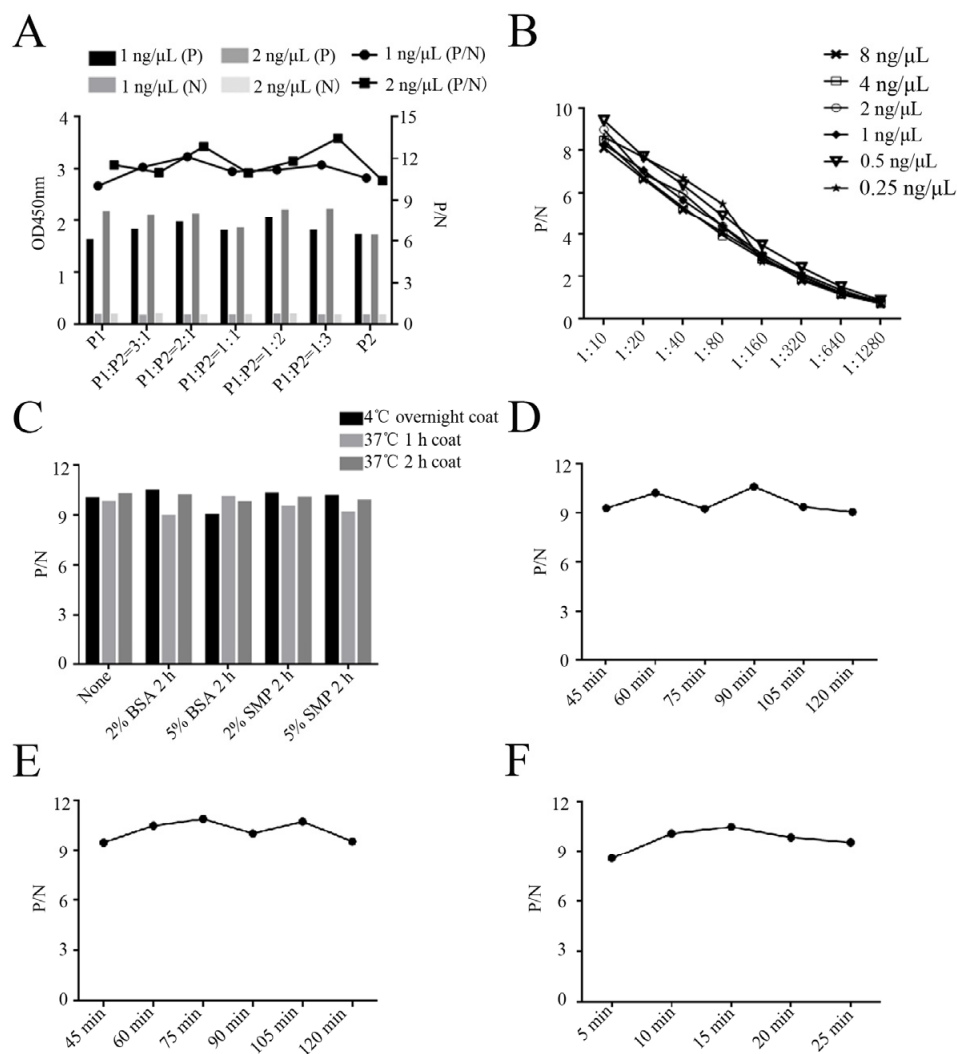 A
1 ng/μL (P) 2 ng/μL (P) 1 ng/μL (P/N)
1 ng/μL (N) 2 ng/μL (N) 2 ng/μL (P/N)
4
3
2
1
0
OD450nm
15
12
9
6
3
0
P/N
P1
P1:P2=3:1
P1:P2=2:1
P1:P2=1:1
P1:P2=1:2
P1:P2=1:3
P2
B
8 ng/μL
4 ng/μL
2 ng/μL
1 ng/μL
0.5 ng/μL
0.25 ng/μL
10
8
6
4
2
0
P/N
1:10
1:20
1:40
1:80
1:160
1:320
1:640
1:1280
C
4℃ overnight coat
37℃ 1 h coat
37℃ 2 h coat
12
9
6
3
0
P/N
None
2% BSA 2 h
5% BSA 2 h
2% SMP 2 h
5% SMP 2 h
D
12
9
6
3
0
P/N
45 min
60 min
75 min
90 min
105 min
120 min
E
12
9
6
3
0
P/N
45 min
60 min
75 min
90 min
105 min
120 min
F
12
9
6
3
0
P/N
5 min
10 min
15 min
20 min
25 min